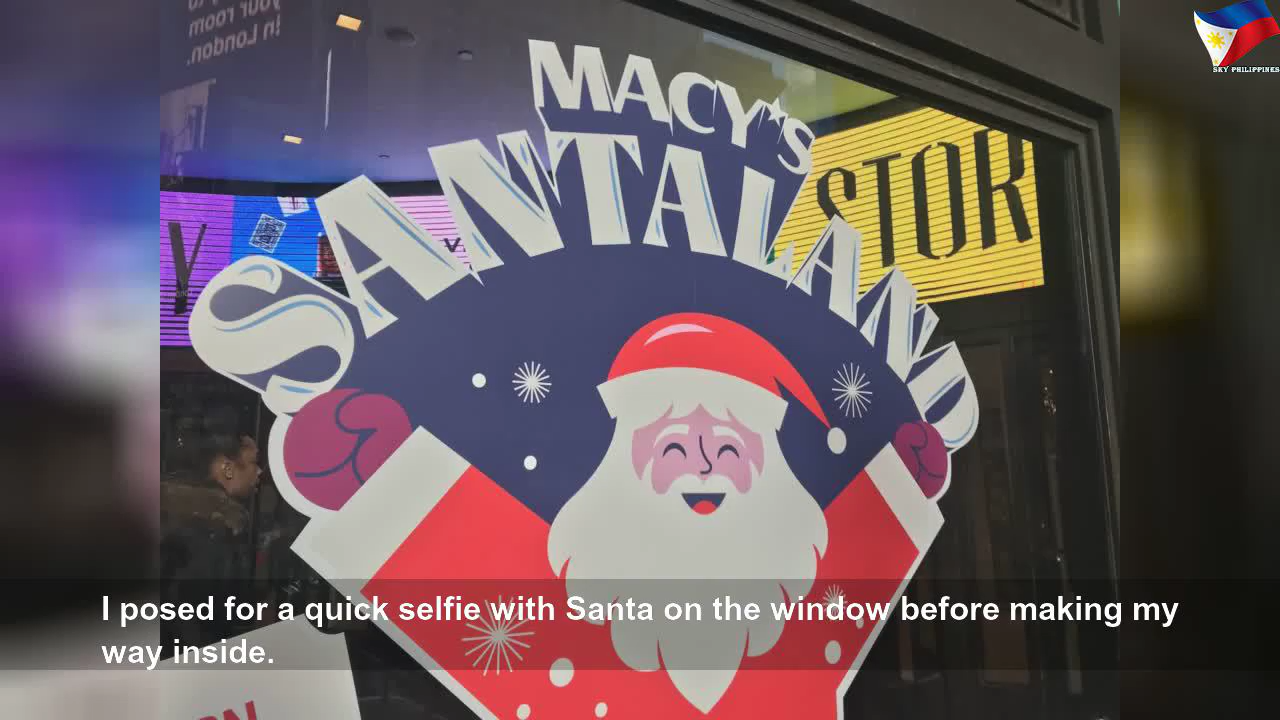 your room
in London.
SKY PHILIPPINES
MACY'S
SANTALAND
STOR
Y
I posed for a quick selfie with Santa on the window before making my
way inside.